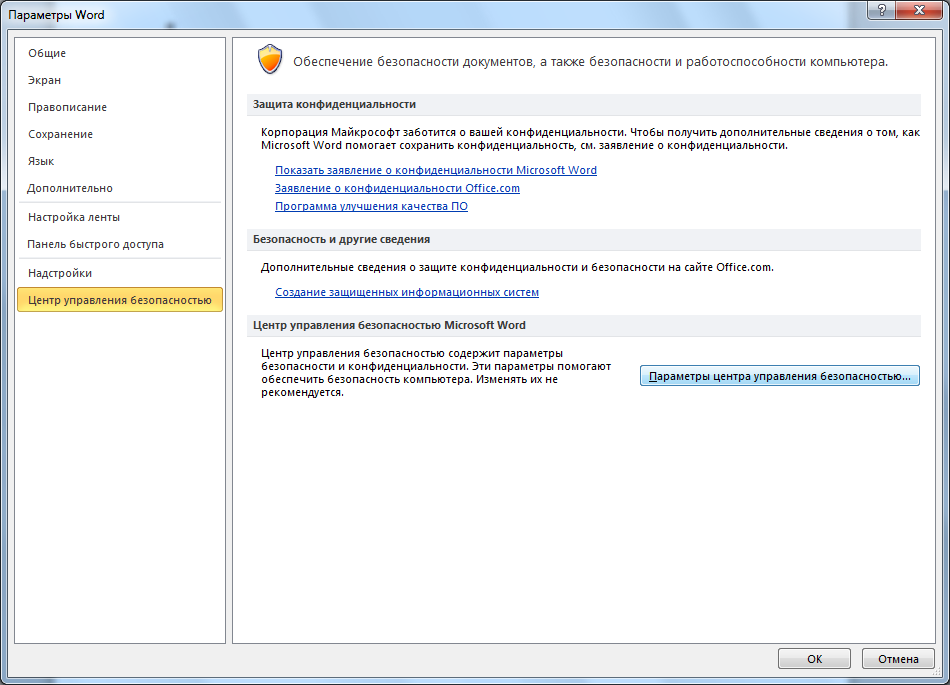 Параметры Word
?
Общие
Экран
Правописание
Сохранение
Язык
Дополнительно
Настройка ленты
Панель быстрого доступа
Надстройки
Центр управления безопасностью
Обеспечение безопасности документов, а также безопасности и работоспособности компьютера.
Защита конфиденциальности
Корпорация Майкрософт заботится о вашей конфиденциальности. Чтобы получить дополнительные сведения о том, как
Microsoft Word помогает сохранить конфиденциальность, см. заявление о конфиденциальности.
Показать заявление о конфиденциальности Microsoft Word
Заявление о конфиденциальности Office.com
Программа улучшения качества ПО
Безопасность и другие сведения
Дополнительные сведения о защите конфиденциальности и безопасности на сайте Office.com.
Создание защищенных информационных систем
Центр управления безопасностью Microsoft Word
Центр управления безопасностью содержит параметры
безопасности и конфиденциальности. Эти параметры помогают
обеспечить безопасность компьютера. Изменять их не
рекомендуется.
Параметры центра управления безопасностью...
ОК
Отмена